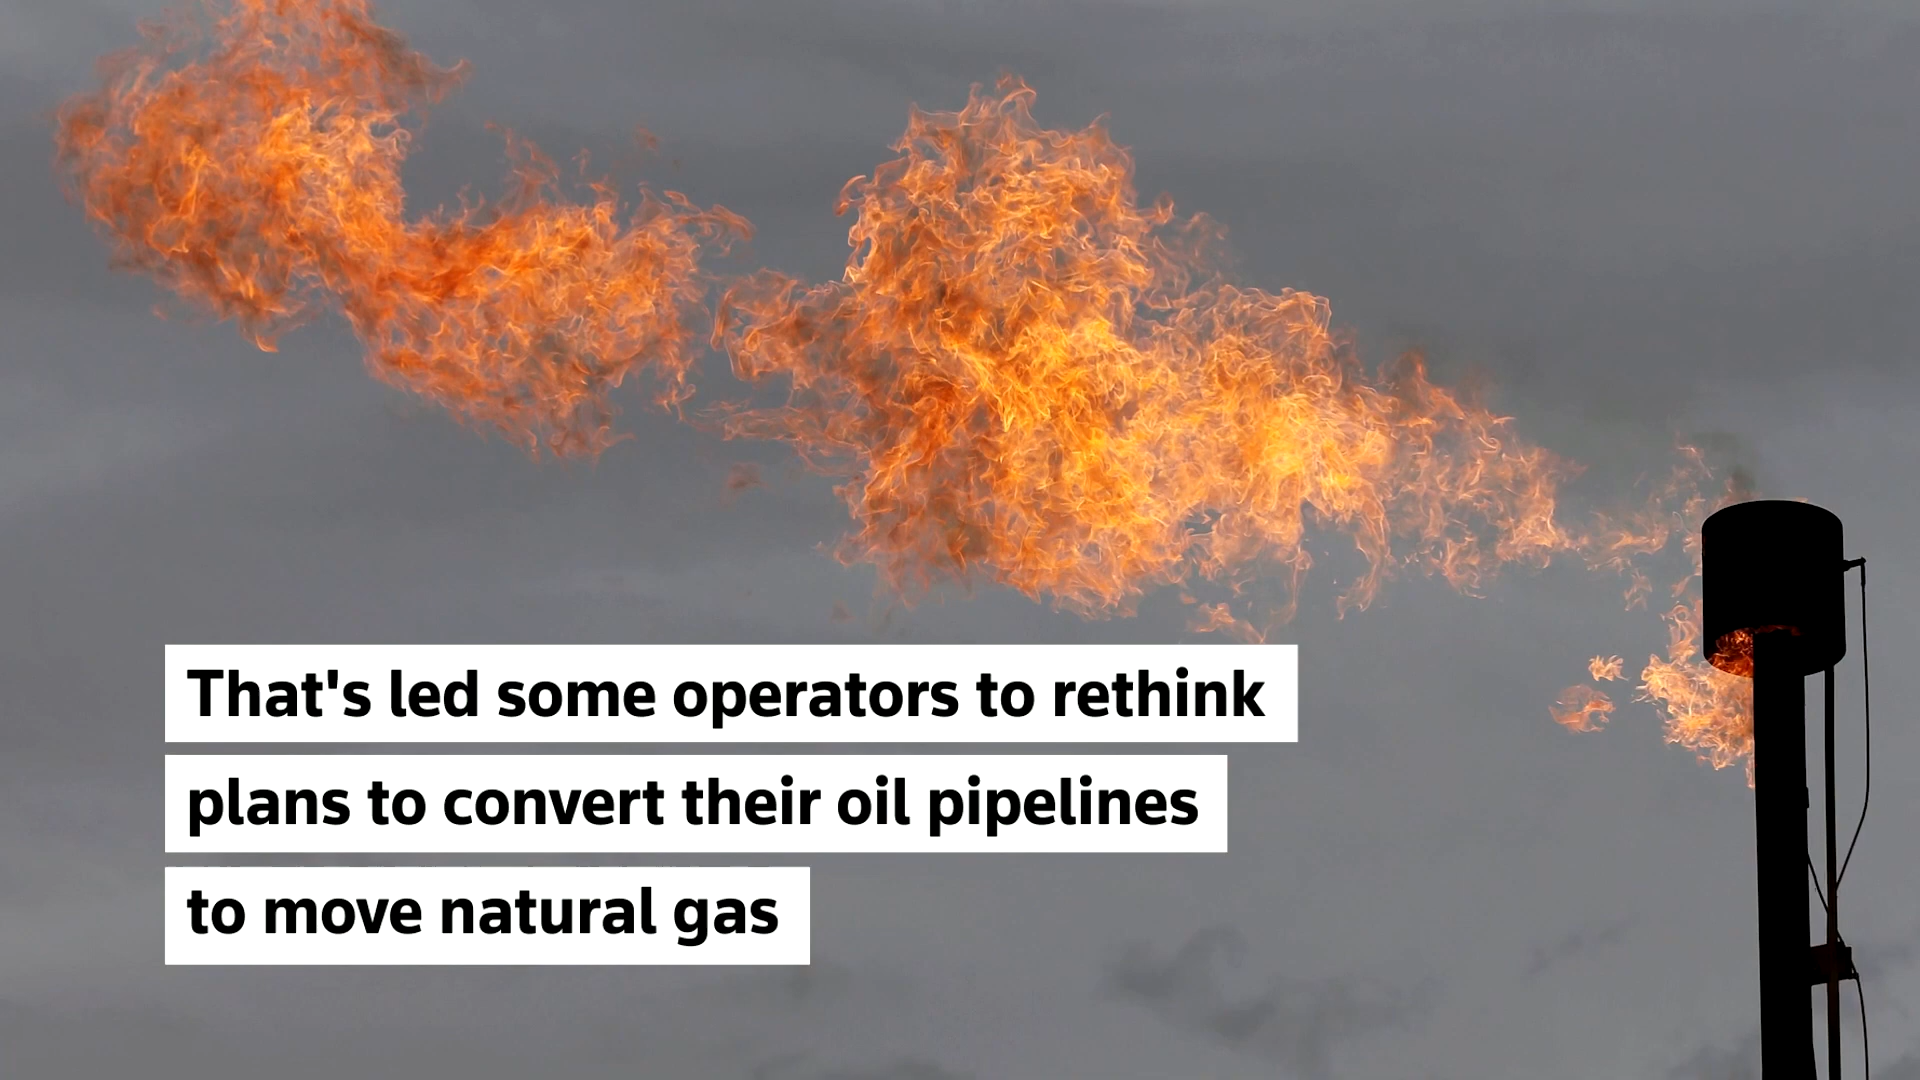 That's led some operators to rethink
plans to convert their oil pipelines
to move natural gas